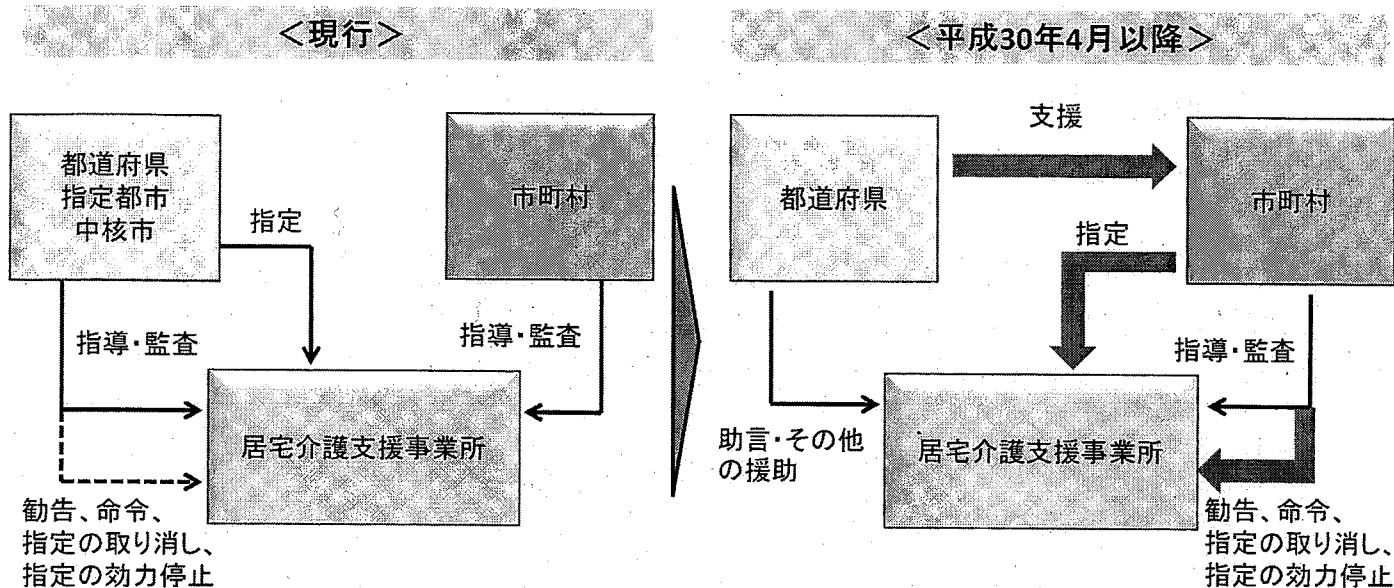 ＜現行＞
都道府県
指定都市
中核市
市町村
指定
指導・監査
指導・監査
居宅介護支援事業所
勧告、命令、
指定の取り消し、
指定の効力停止
＜平成30年4月以降＞
都道府県
支援
市町村
指定
指導・監査
助言・その他
の援助
居宅介護支援事業所
勧告、命令、
指定の取り消し、
指定の効力停止